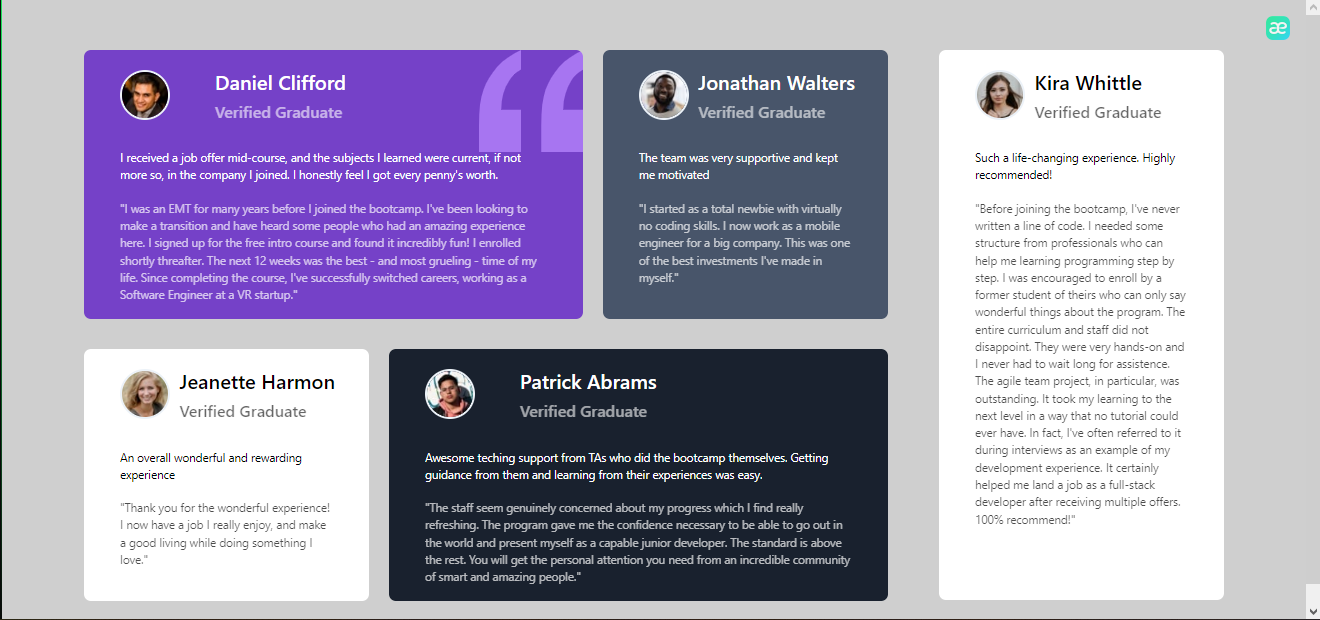 æ
Daniel Clifford
Verified Graduate
I received a job offer mid-course, and the subjects I learned were current, if not
more so, in the company I joined. I honestly feel I got every penny's worth.
"I was an EMT for many years before I joined the bootcamp. I've been looking to
make a transition and have heard some people who had an amazing experience
here. I signed up for the free intro course and found it incredibly fun! I enrolled
shortly threafter. The next 12 weeks was the best - and most grueling - time of my
life. Since completing the course, I've successfully switched careers, working as a
Software Engineer at a VR startup."
Jonathan Walters
Verified Graduate
The team was very supportive and kept
me motivated
"I started as a total newbie with virtually
no coding skills. I now work as a mobile
engineer for a big company. This was one
of the best investments I've made in
myself."
Kira Whittle
Verified Graduate
Such a life-changing experience. Highly
recommended!
"Before joining the bootcamp, I've never
written a line of code. I needed some
structure from professionals who can
help me learning programming step by
step. I was encouraged to enroll by a
former student of theirs who can only say
wonderful things about the program. The
entire curriculum and staff did not
disappoint. They were very hands-on and
I never had to wait long for assistence.
The agile team project, in particular, was
outstanding. It took my learning to the
next level in a way that no tutorial could
ever have. In fact, I've often referred to it
during interviews as an example of my
development experience. It certainly
helped me land a job as a full-stack
developer after receiving multiple offers.
100% recommend!"
Jeanette Harmon
Verified Graduate
An overall wonderful and rewarding
experience
"Thank you for the wonderful experience!
I now have a job I really enjoy, and make
a good living while doing something I
love."
Patrick Abrams
Verified Graduate
Awesome teching support from TAs who did the bootcamp themselves. Getting
guidance from them and learning from their experiences was easy.
"The staff seem genuinely concerned about my progress which I find really
refreshing. The program gave me the confidence necessary to be able to go out in
the world and present myself as a capable junior developer. The standard is above
the rest. You will get the personal attention you need from an incredible community
of smart and amazing people."